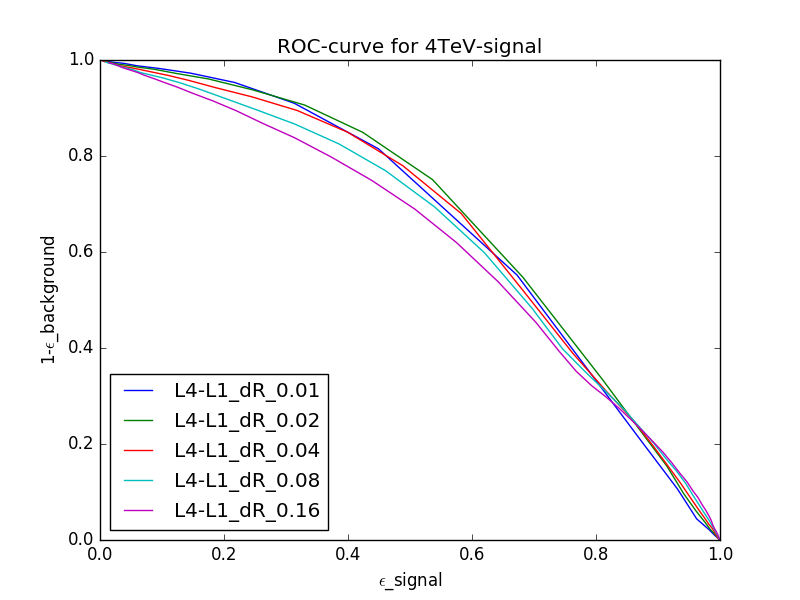 ROC-curve for 4TeV-signal
1.0
0.8
0.6
0.4
0.2
0.0
1-ϵ_background
L4-L1_dR_0.01
L4-L1_dR_0.02
L4-L1_dR_0.04
L4-L1_dR_0.08
L4-L1_dR_0.16
0.0 0.2 0.4 0.6 0.8 1.0
ϵ_signal